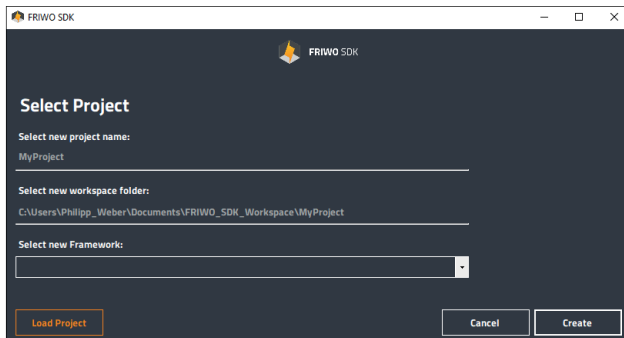 FRIWO SDK
FRIWO SDK
Select Project
Select new project name:
MyProject
Select new workspace folder:
C:\Users\Philipp_Weber\Documents\FRIWO_SDK_Workspace\MyProject
Select new Framework:
Load Project
Cancel
Create